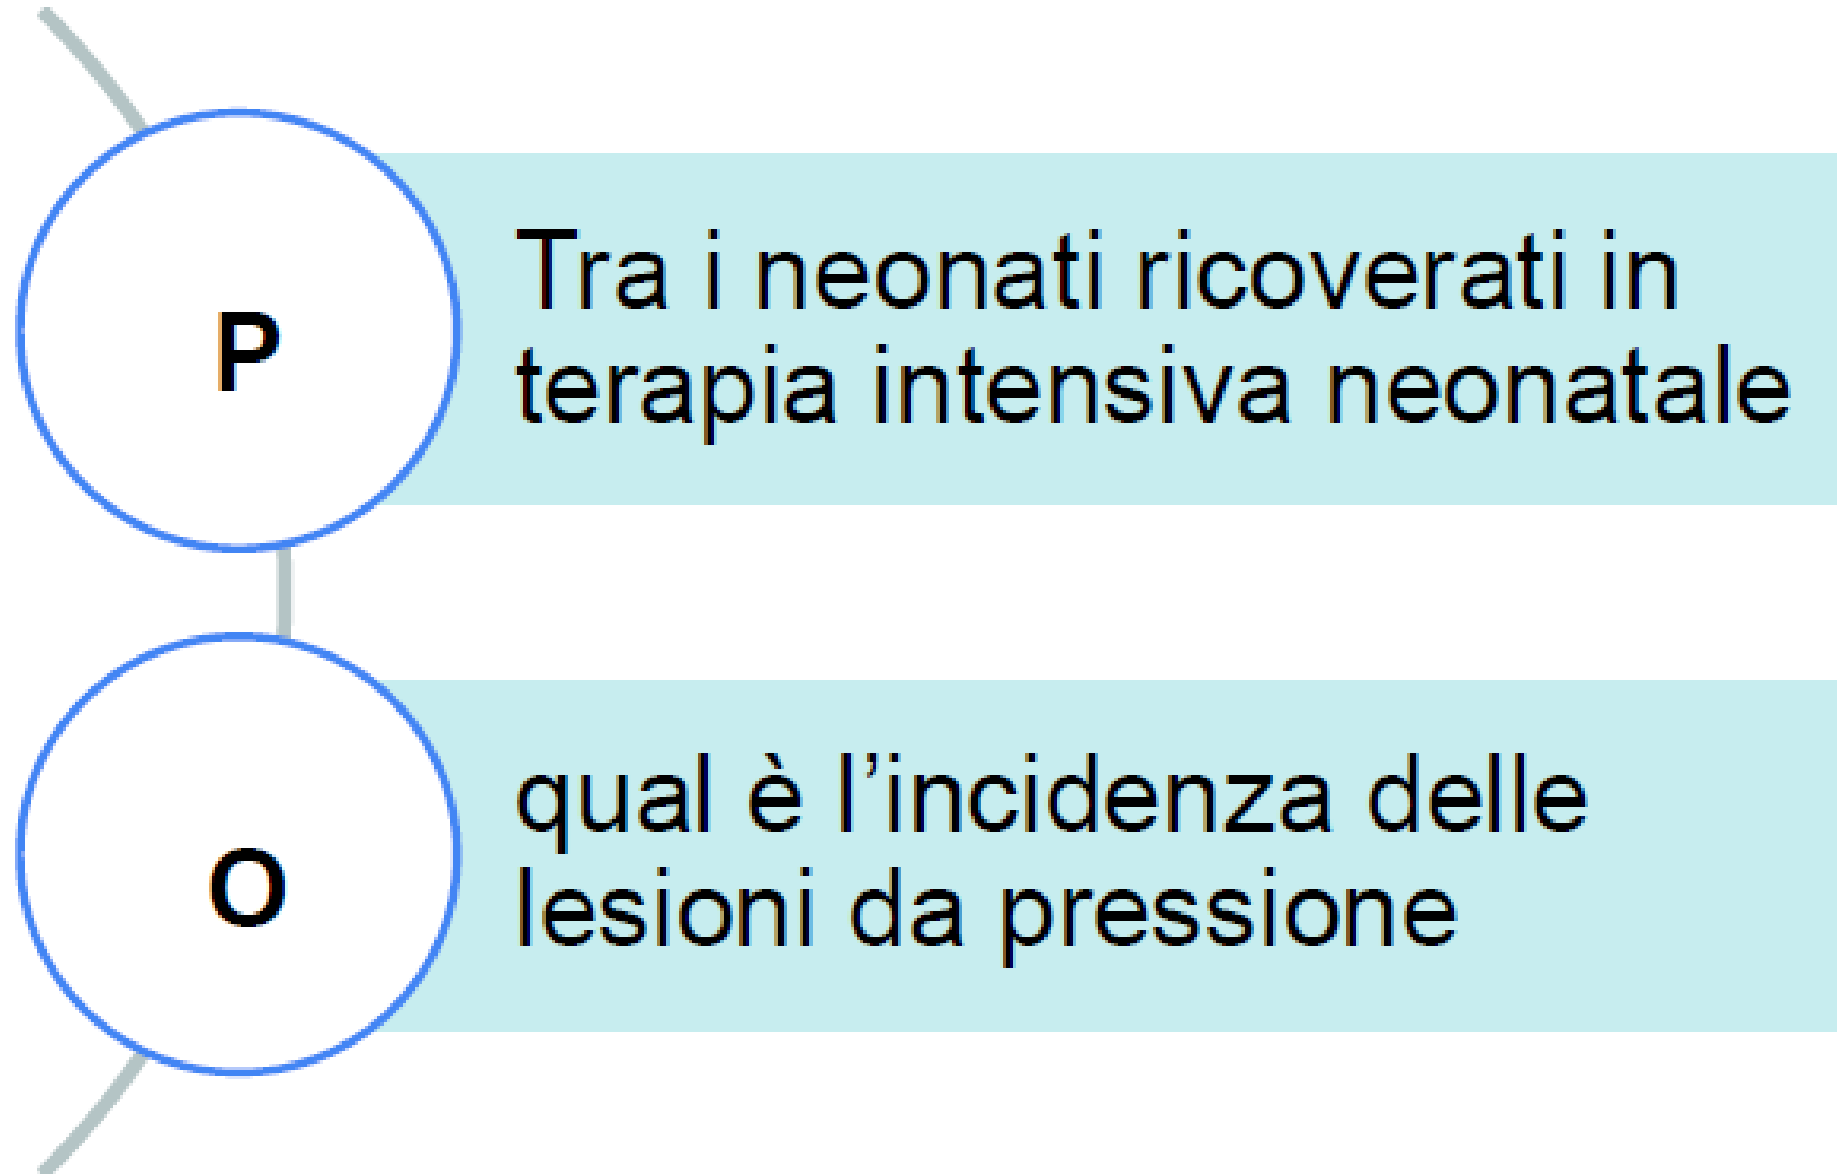 P
Tra i neonati ricoverati in
terapia intensiva neonatale
O
qual è l’incidenza delle
lesioni da pressione